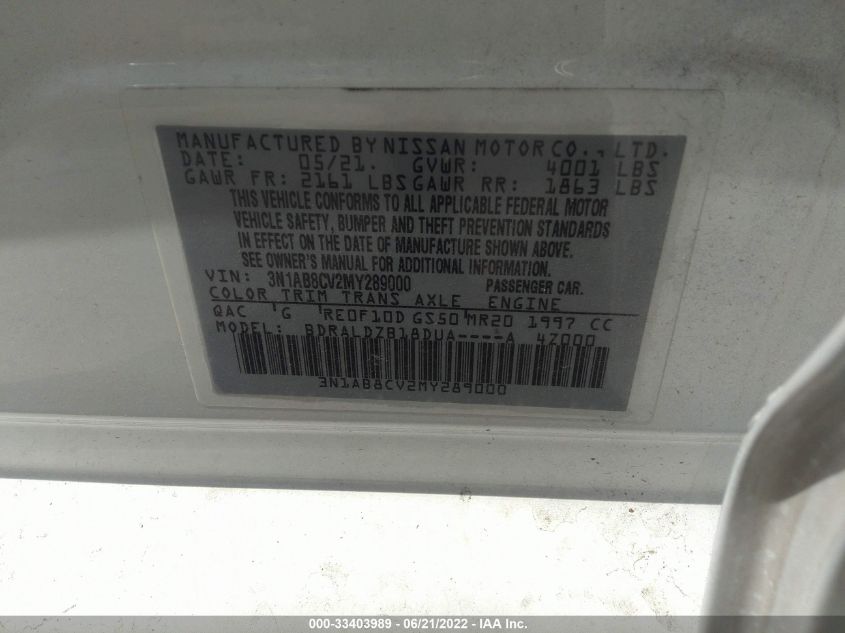 MANUFACTURED BY NISSAN MOTOR CO., LTD.
DATE: 05/21. GVWR: 4001 LBS
GAWR FR: 2161 LBS GAWR RR: 1863 LBS
THIS VEHICLE CONFORMS TO ALL APPLICABLE FEDERAL MOTOR
VEHICLE SAFETY, BUMPER AND THEFT PREVENTION STANDARDS
IN EFFECT ON THE DATE OF MANUFACTURE SHOWN ABOVE.
SEE OWNER'S MANUAL FOR ADDITIONAL INFORMATION.
VIN: 3N1AB8CV2MY289000 PASSENGER CAR.
COLOR TRIM TRANS AXLE ENGINE
QAC G RE0F10D GS50 MR20 1997 CC
MODEL: BDRALDZB18DUA----A 4Z000
3N1AB8CV2MY289000
000-33403989 - 06/21/2022 - IAA Inc.